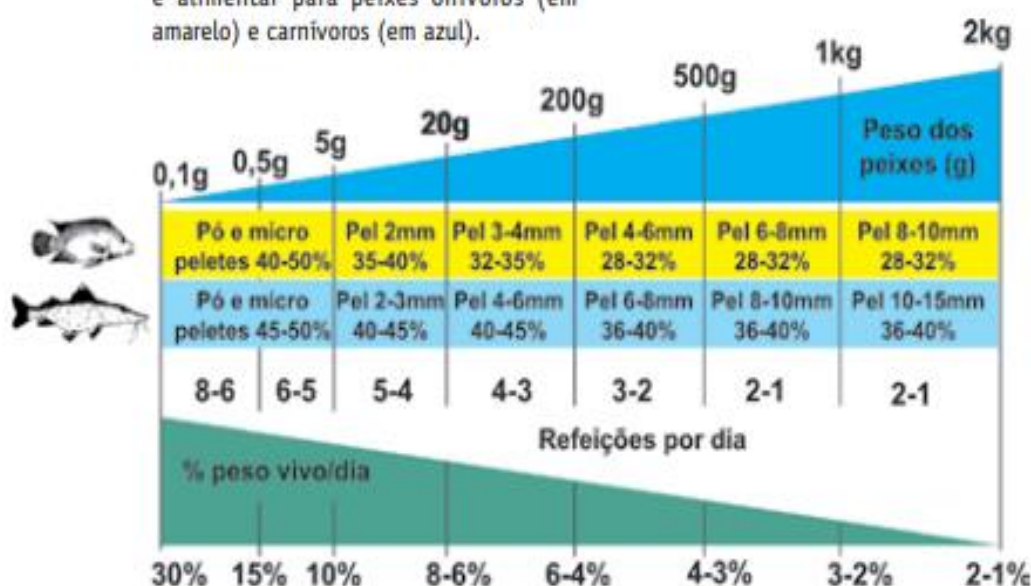 e alimentar para peixes onívoros (em
amarelo) e carnívoros (em azul).
0,1g 0,5g 5g 20g 200g 500g 1kg 2kg
Peso dos
peixes (g)
Pó e micro
peletes 40-50%
Pel 2mm
35-40%
Pel 3-4mm
32-35%
Pel 4-6mm
28-32%
Pel 6-8mm
28-32%
Pel 8-10mm
28-32%
Pó e micro
peletes 45-50%
Pel 2-3mm
40-45%
Pel 4-6mm
40-45%
Pel 6-8mm
36-40%
Pel 8-10mm
36-40%
Pel 10-15mm
36-40%
8-6 6-5 5-4 4-3 3-2 2-1 2-1
Refeições por dia
% peso vivo/dia
30% 15% 10% 8-6% 6-4% 4-3% 3-2% 2-1%